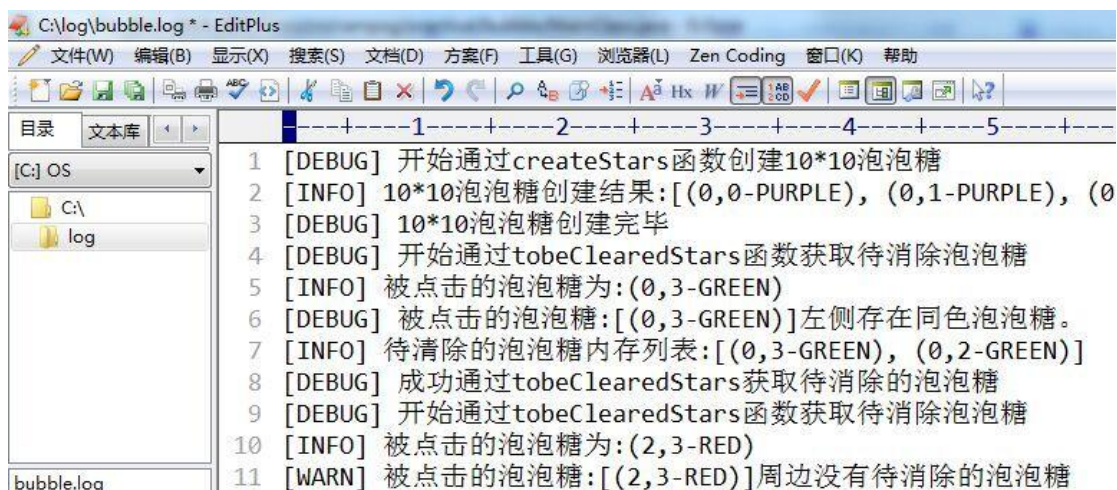 C:\log\bubble.log * - EditPlus
文件(W) 编辑(B) 显示(X) 搜索(S) 文档(D) 方案(F) 工具(G) 浏览器(L) Zen Coding 窗口(K) 帮助
目录 文本库
----+----1----+----2----+----3----+----4----+----5----+---
[C:] OS
C:\
log
bubble.log
1 [DEBUG] 开始通过createStars函数创建10*10泡泡糖
2 [INFO] 10*10泡泡糖创建结果:[(0,0-PURPLE), (0,1-PURPLE), (0
3 [DEBUG] 10*10泡泡糖创建完毕
4 [DEBUG] 开始通过tobeClearedStars函数获取待消除泡泡糖
5 [INFO] 被点击的泡泡糖为:(0,3-GREEN)
6 [DEBUG] 被点击的泡泡糖:[(0,3-GREEN)]左侧存在同色泡泡糖。
7 [INFO] 待清除的泡泡糖内存列表:[(0,3-GREEN), (0,2-GREEN)]
8 [DEBUG] 成功通过tobeClearedStars获取待消除的泡泡糖
9 [DEBUG] 开始通过tobeClearedStars函数获取待消除泡泡糖
10 [INFO] 被点击的泡泡糖为:(2,3-RED)
11 [WARN] 被点击的泡泡糖:[(2,3-RED)]周边没有待消除的泡泡糖